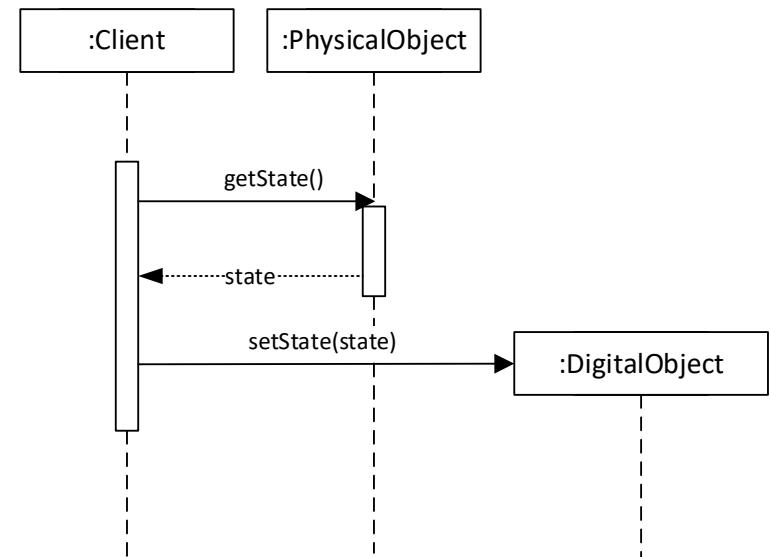 :Client
:PhysicalObject
getState()
state
setState(state)
:DigitalObject